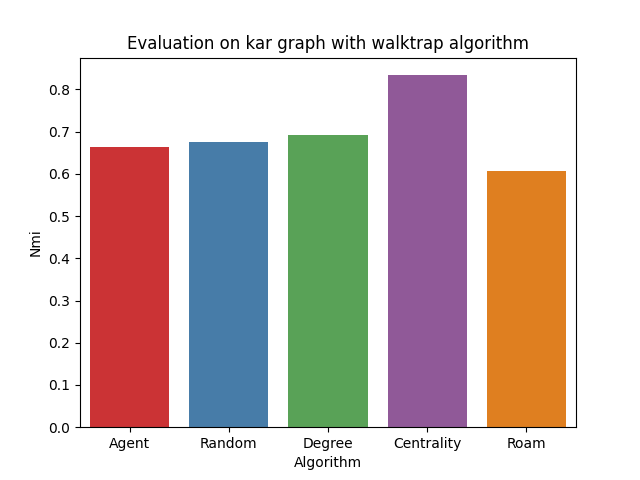 Evaluation on kar graph with walktrap algorithm
Nmi
0.8
0.7
0.6
0.5
0.4
0.3
0.2
0.1
0.0
Agent Random Degree Centrality Roam
Algorithm